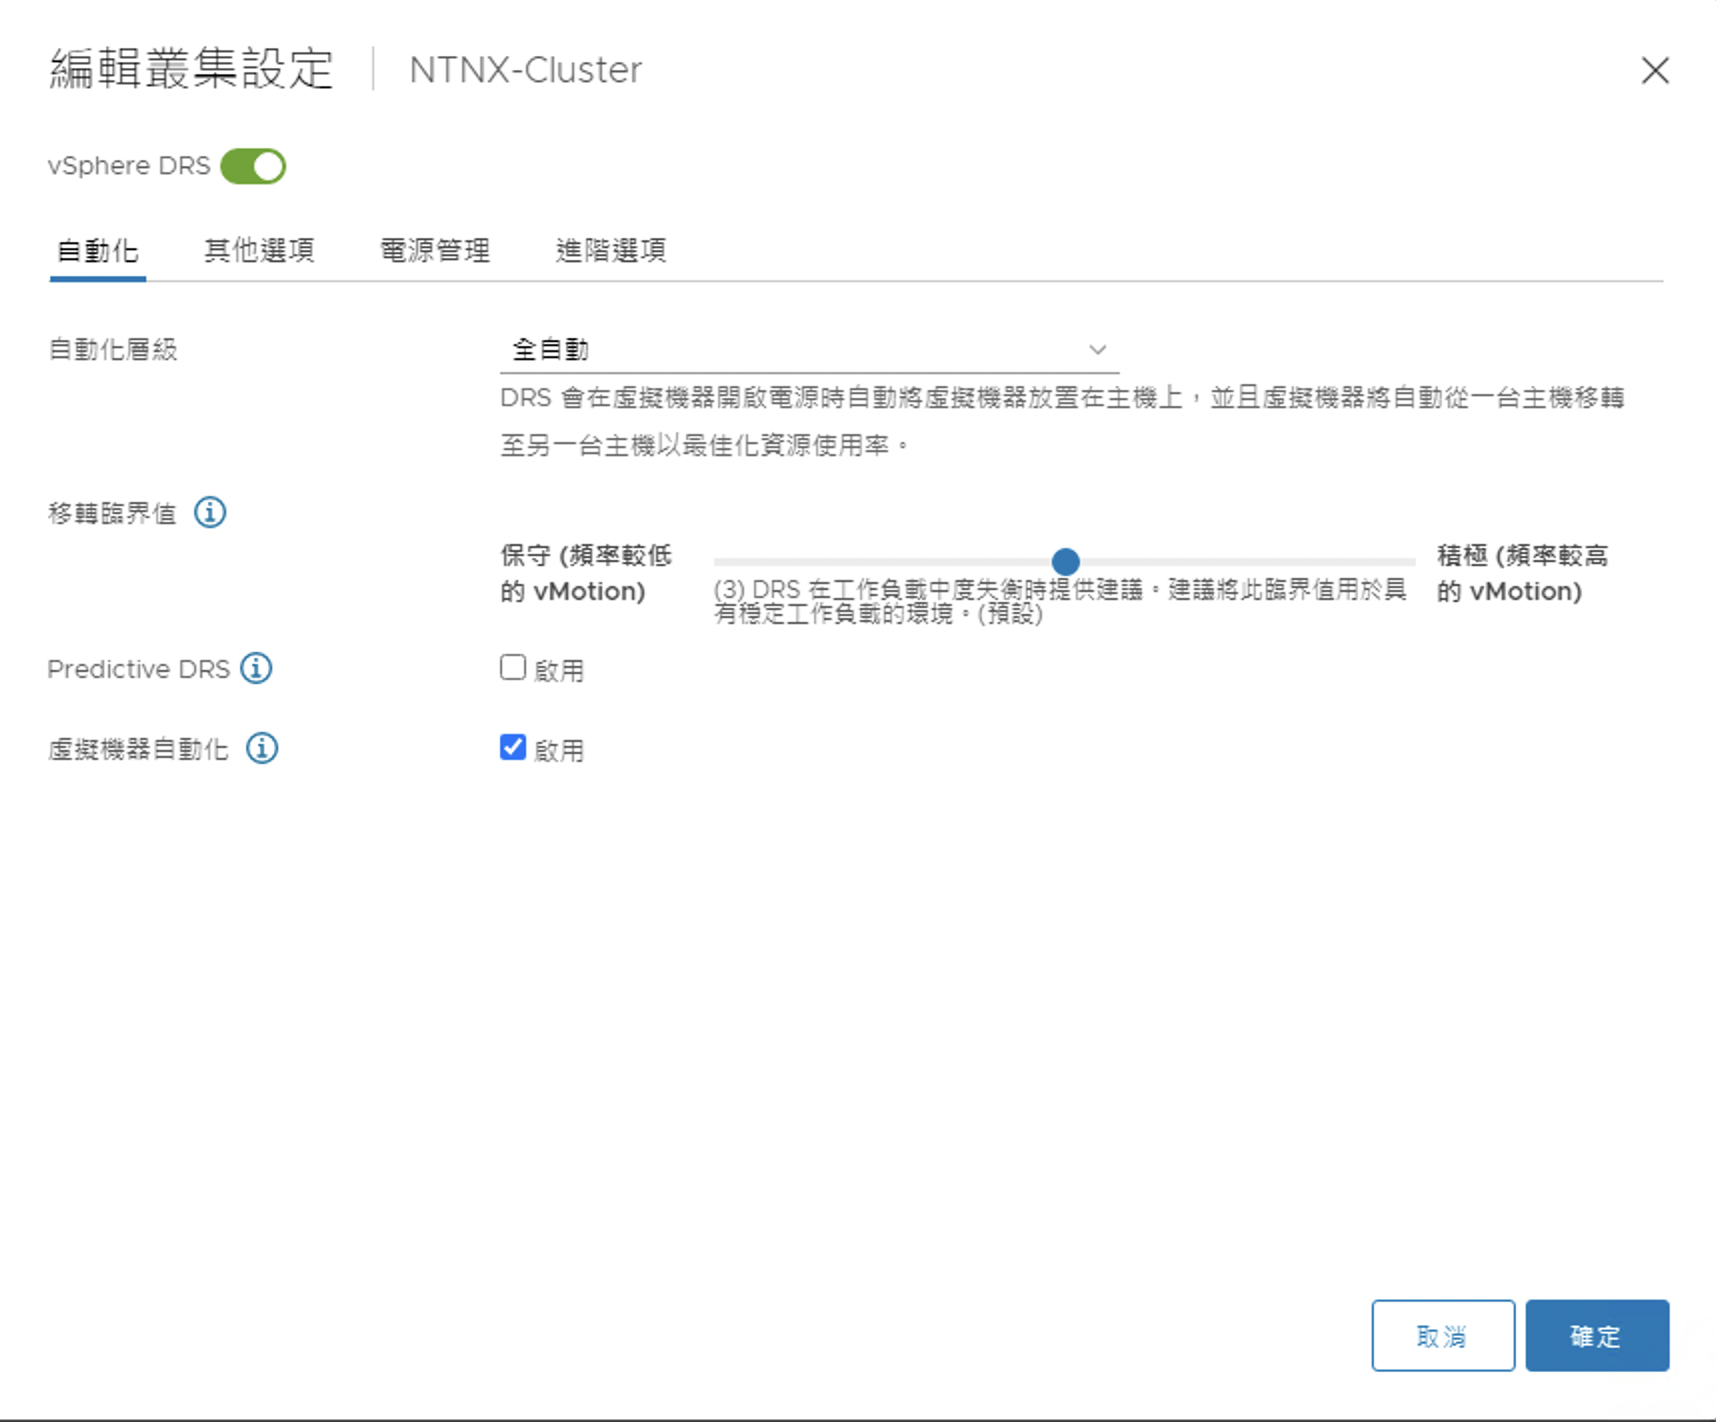 編輯叢集設定 NTNX-Cluster
vSphere DRS
自動化 其他選項 電源管理 進階選項
自動化層級 全自動
DRS 會在虛擬機器開啟電源時自動將虛擬機器放置在主機上，並且虛擬機器將自動從一台主機移轉
至另一台主機以最佳化資源使用率。
移轉臨界值
保守 (頻率較低
的 vMotion)
(3) DRS 在工作負載中度失衡時提供建議。建議將此臨界值用於具
有穩定工作負載的環境。(預設)
積極 (頻率較高
的 vMotion)
Predictive DRS 啟用
虛擬機器自動化 啟用
取消 確定